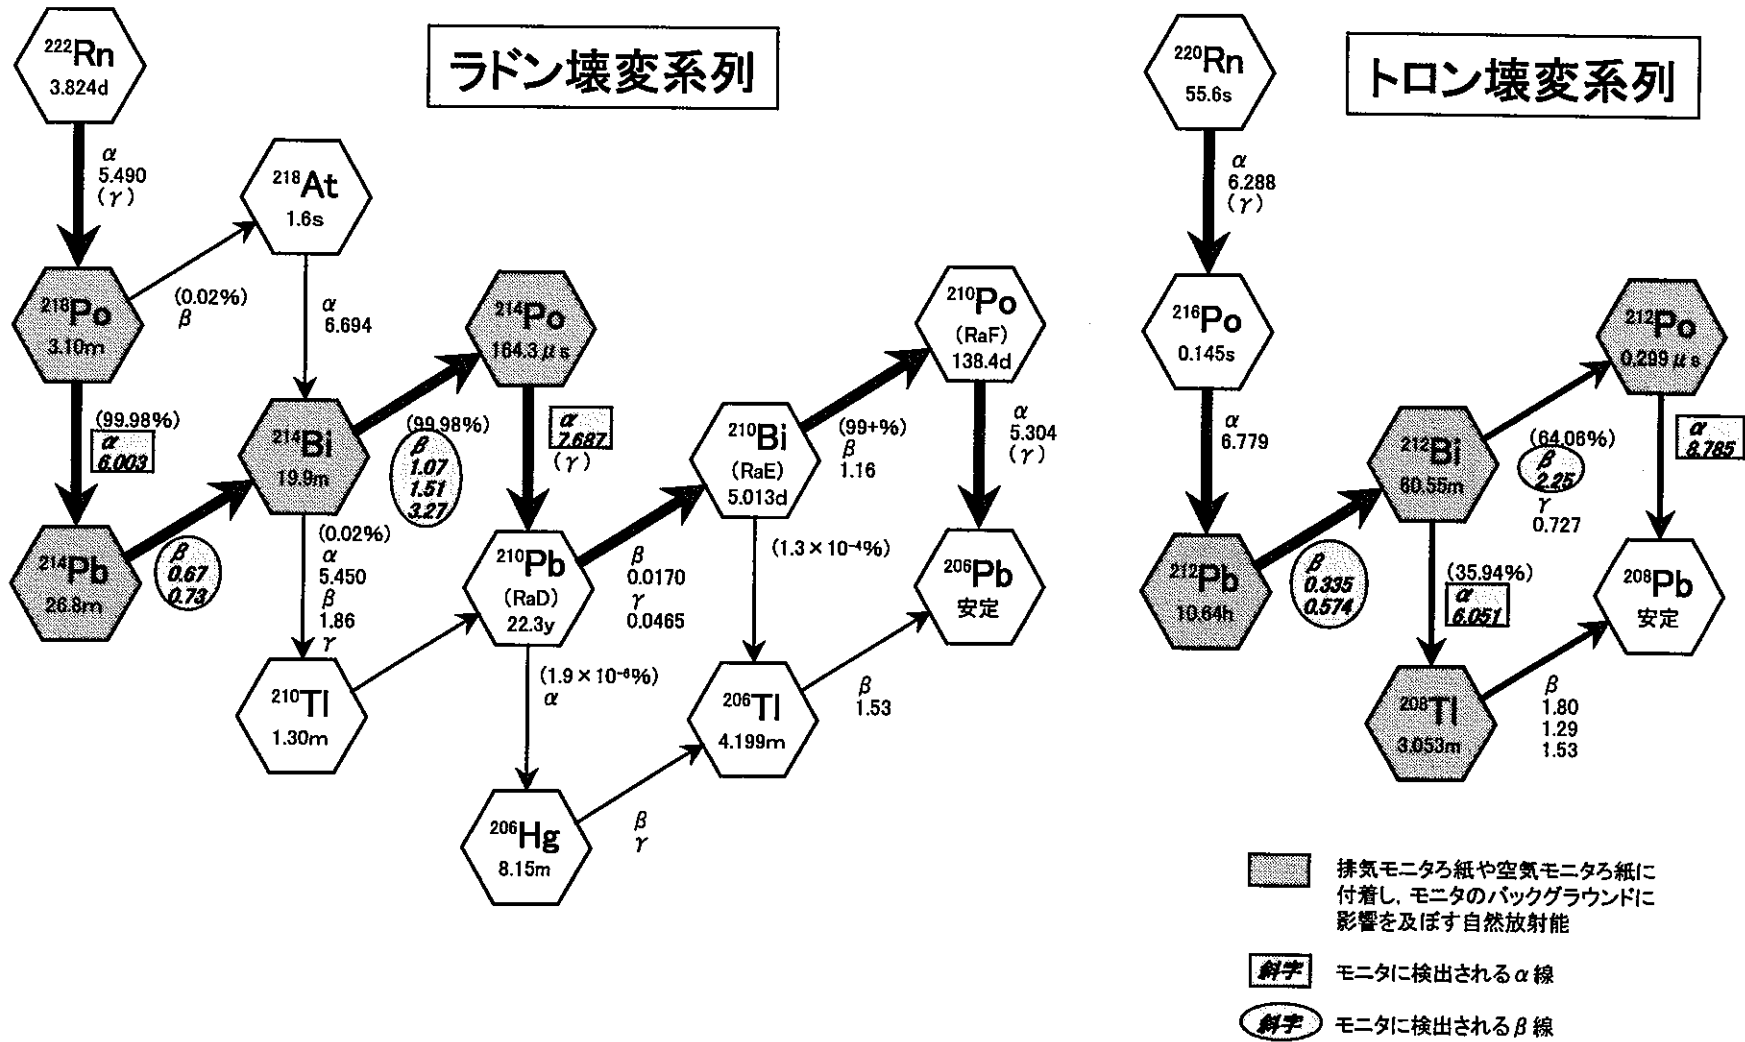 ラドン壊変系列
²²²Rn
3.824d
α
5.490
(γ)
²¹⁸At
1.6s
²¹⁸Po
3.10m
(0.02%)
β
α
6.694
(99.98%)
α
6.003
²¹⁴Pb
26.8m
β
0.67
0.73
²¹⁴Bi
19.9m
(99.98%)
β
1.07
1.51
3.27
(0.02%)
α
5.450
β
1.86
γ
²¹⁰Tl
1.30m
²¹⁴Po
164.3μs
α
7.687
(γ)
²¹⁰Pb
(RaD)
22.3y
β
0.0170
γ
0.0465
(1.9×10⁻⁶%)
α
²⁰⁶Hg
8.15m
β
γ
²¹⁰Bi
(RaE)
5.013d
(99+%)
β
1.16
(1.3×10⁻⁴%)
²⁰⁶Tl
4.199m
β
1.53
²¹⁰Po
(RaF)
138.4d
α
5.304
(γ)
²⁰⁶Pb
安定
トロン壊変系列
²²⁰Rn
55.6s
α
6.288
(γ)
²¹⁶Po
0.145s
α
6.779
²¹²Pb
10.64h
β
0.335
0.574
²¹²Bi
60.55m
(64.06%)
β
2.25
γ
0.727
(35.94%)
α
6.051
²⁰⁸Tl
3.053m
β
1.80
1.29
1.53
²¹²Po
0.299μs
α
8.785
²⁰⁸Pb
安定
排気モニタろ紙や空気モニタろ紙に
付着し，モニタのバックグラウンドに
影響を及ぼす自然放射能
斜字 モニタに検出されるα線
斜字 モニタに検出されるβ線